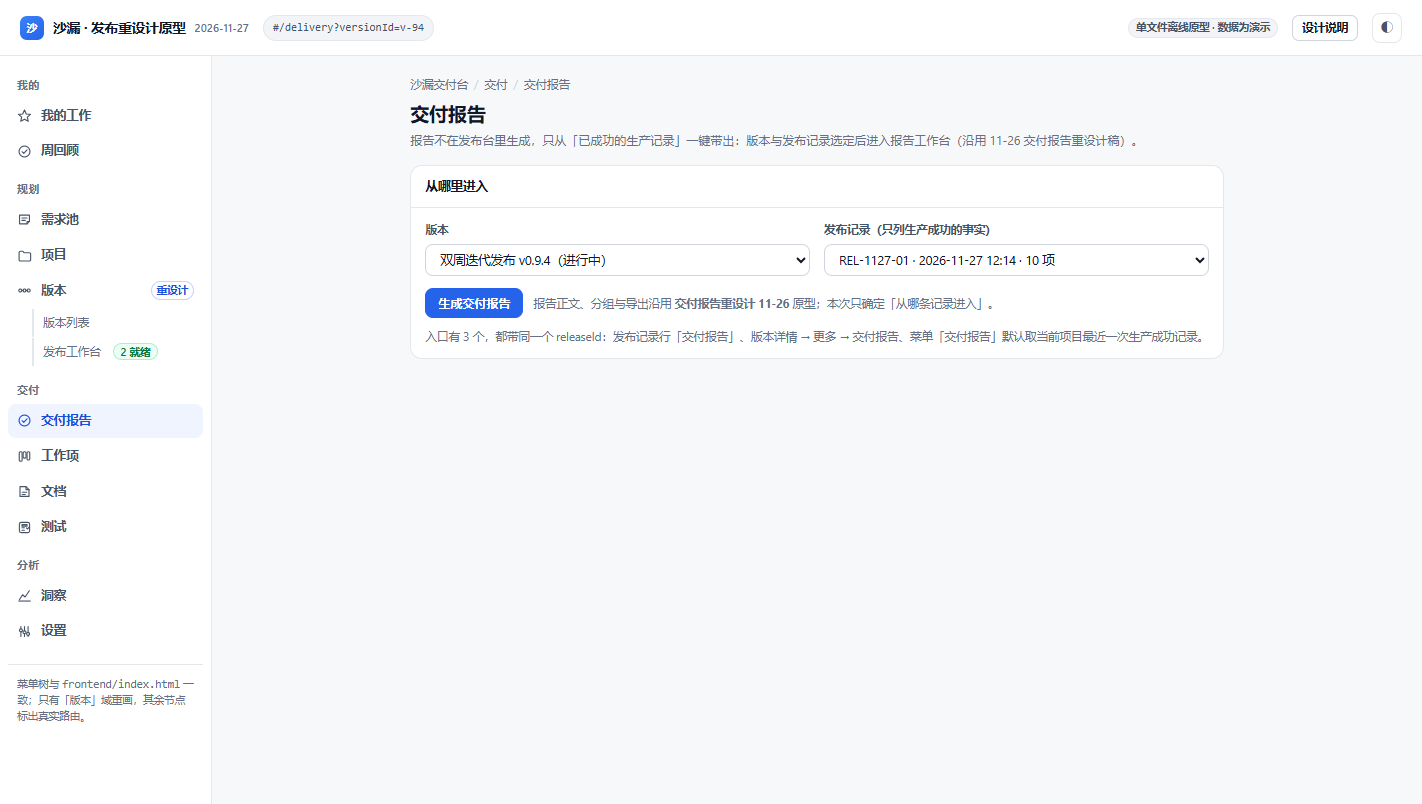 沙 沙漏 · 发布重设计原型 2026-11-27 #/delivery?versionId=v-94 单文件离线原型 · 数据为演示 设计说明
我的
我的工作
周回顾
规划
需求池
项目
版本 重设计
版本列表
发布工作台 2 就绪
交付
交付报告
工作项
文档
测试
分析
洞察
设置
菜单树与 frontend/index.html 一
致；只有「版本」域重画，其余节点
标出真实路由。
沙漏交付台 / 交付 / 交付报告
交付报告
报告不在发布台里生成，只从「已成功的生产记录」一键带出：版本与发布记录选定后进入报告工作台（沿用 11-26 交付报告重设计稿）。
从哪里进入
版本
双周迭代发布 v0.9.4（进行中）
发布记录（只列生产成功的事实）
REL-1127-01 · 2026-11-27 12:14 · 10 项
生成交付报告 报告正文、分组与导出沿用 交付报告重设计 11-26 原型；本次只确定「从哪条记录进入」。
入口有 3 个，都带同一个 releaseId：发布记录行「交付报告」、版本详情 → 更多 → 交付报告、菜单「交付报告」默认取当前项目最近一次生产成功记录。